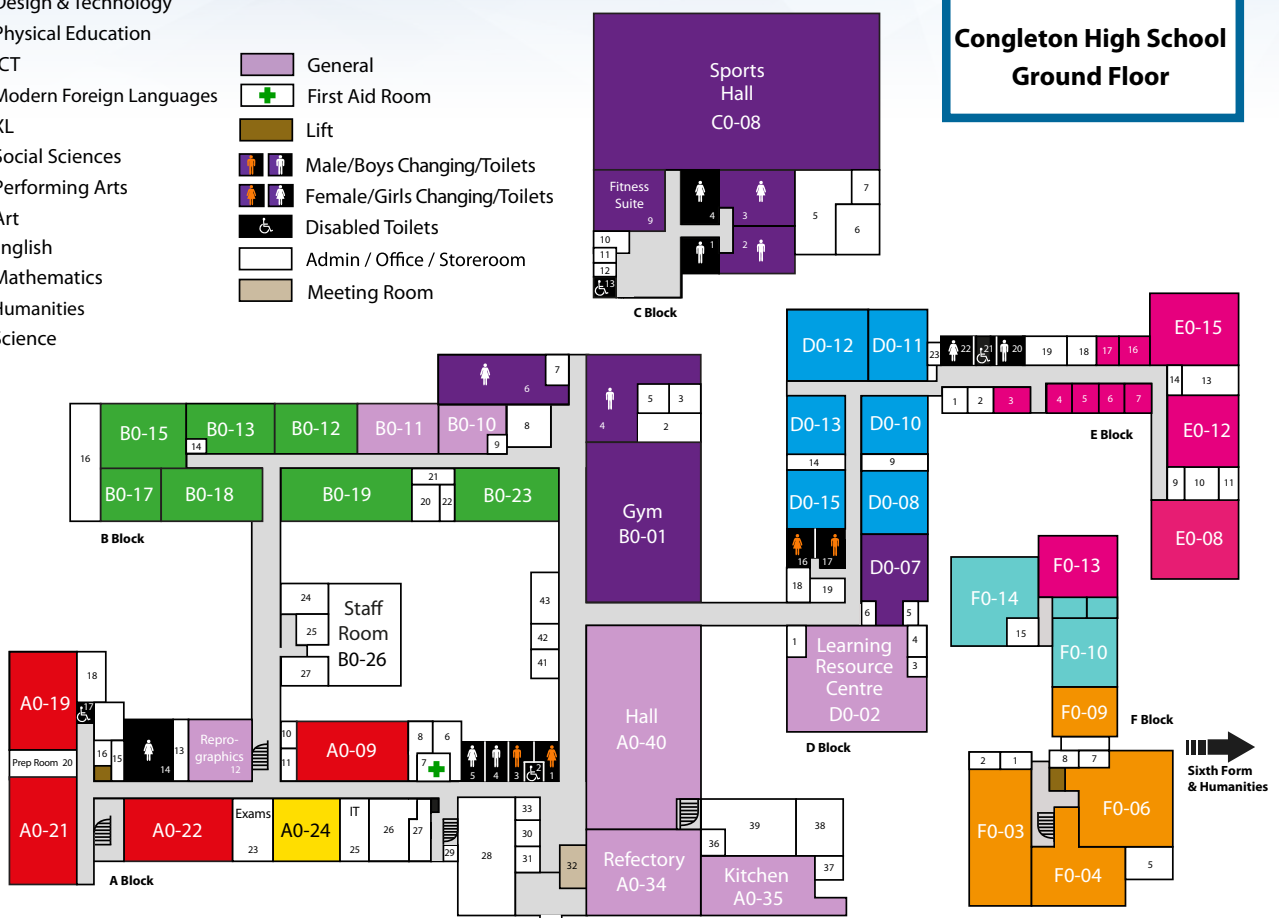 Design & Technology
Physical Education
ICT
Modern Foreign Languages
XL
Social Sciences
Performing Arts
Art
English
Mathematics
Humanities
Science
General
First Aid Room
Lift
Male/Boys Changing/Toilets
Female/Girls Changing/Toilets
Disabled Toilets
Admin / Office / Storeroom
Meeting Room
Congleton High School
Ground Floor
Sports
Hall
C0-08
Fitness
Suite
9
4
3
5
7
6
10
11
12
13
1
2
C Block
D0-12
D0-11
23
22
21
20
19
18
17
16
E0-15
14
13
1
2
3
4
5
6
7
E Block
E0-12
9
10
11
E0-08
D0-13
D0-10
14
9
D0-15
D0-08
16
17
D0-07
18
19
6
5
1
Learning
Resource
Centre
D0-02
4
3
D Block
6
7
4
5
3
2
16
B0-15
B0-13
14
B0-12
B0-11
B0-10
9
8
B0-17
B0-18
B0-19
21
20
22
B0-23
Gym
B0-01
B Block
24
25
27
Staff
Room
B0-26
43
42
41
A0-19
18
17
Prep Room 20
16
15
14
13
Repro-
graphics
12
10
11
A0-09
8
6
7
5
4
3
2
1
A0-21
A0-22
Exams
23
A0-24
IT
25
26
27
29
28
33
30
31
32
A Block
Hall
A0-40
Refectory
A0-34
36
39
38
37
Kitchen
A0-35
F0-13
F0-14
15
F0-10
F0-09
F Block
2
1
8
7
F0-03
F0-06
F0-04
5
Sixth Form
& Humanities